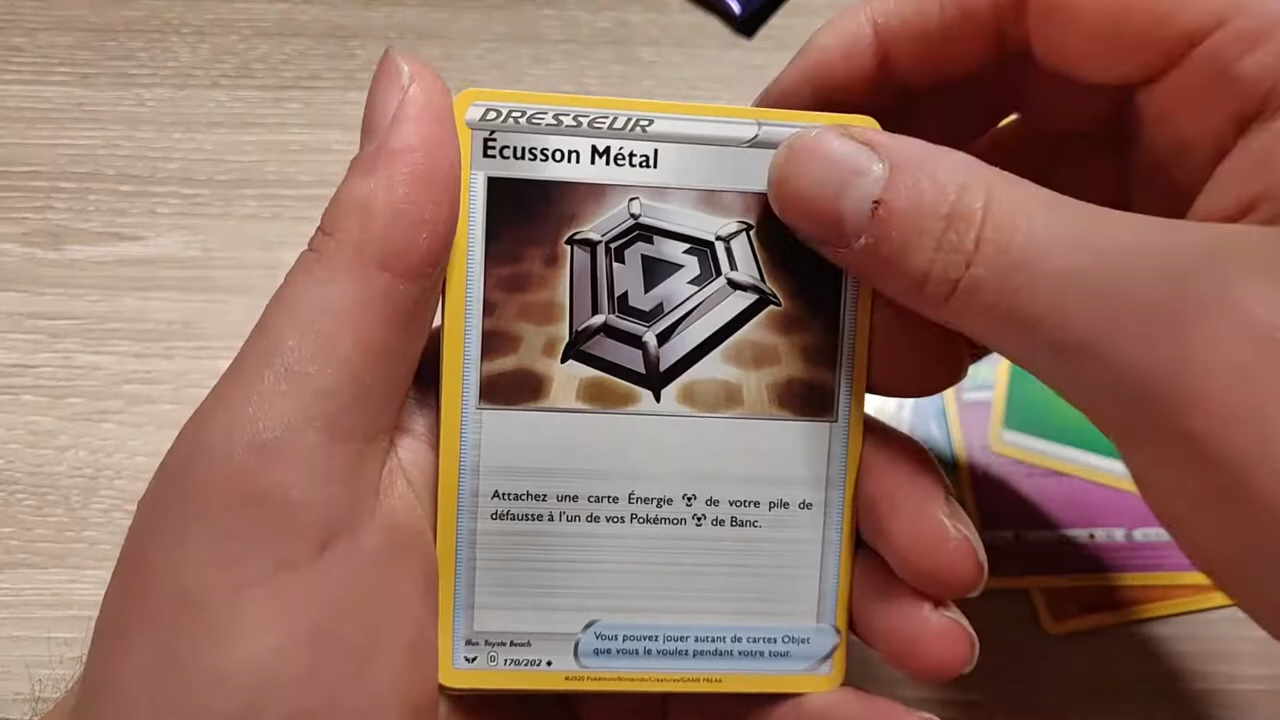 DRESSEUR
Écusson Métal
Attachez une carte Énergie de votre pile de
défausse à l'un de vos Pokémon de Banc.
Vous pouvez jouer autant de cartes Objet
que vous le voulez pendant votre tour.
Illus. Toyste Beach
D 170/202
©2020 Pokémon/Nintendo/Creatures/GAME FREAK